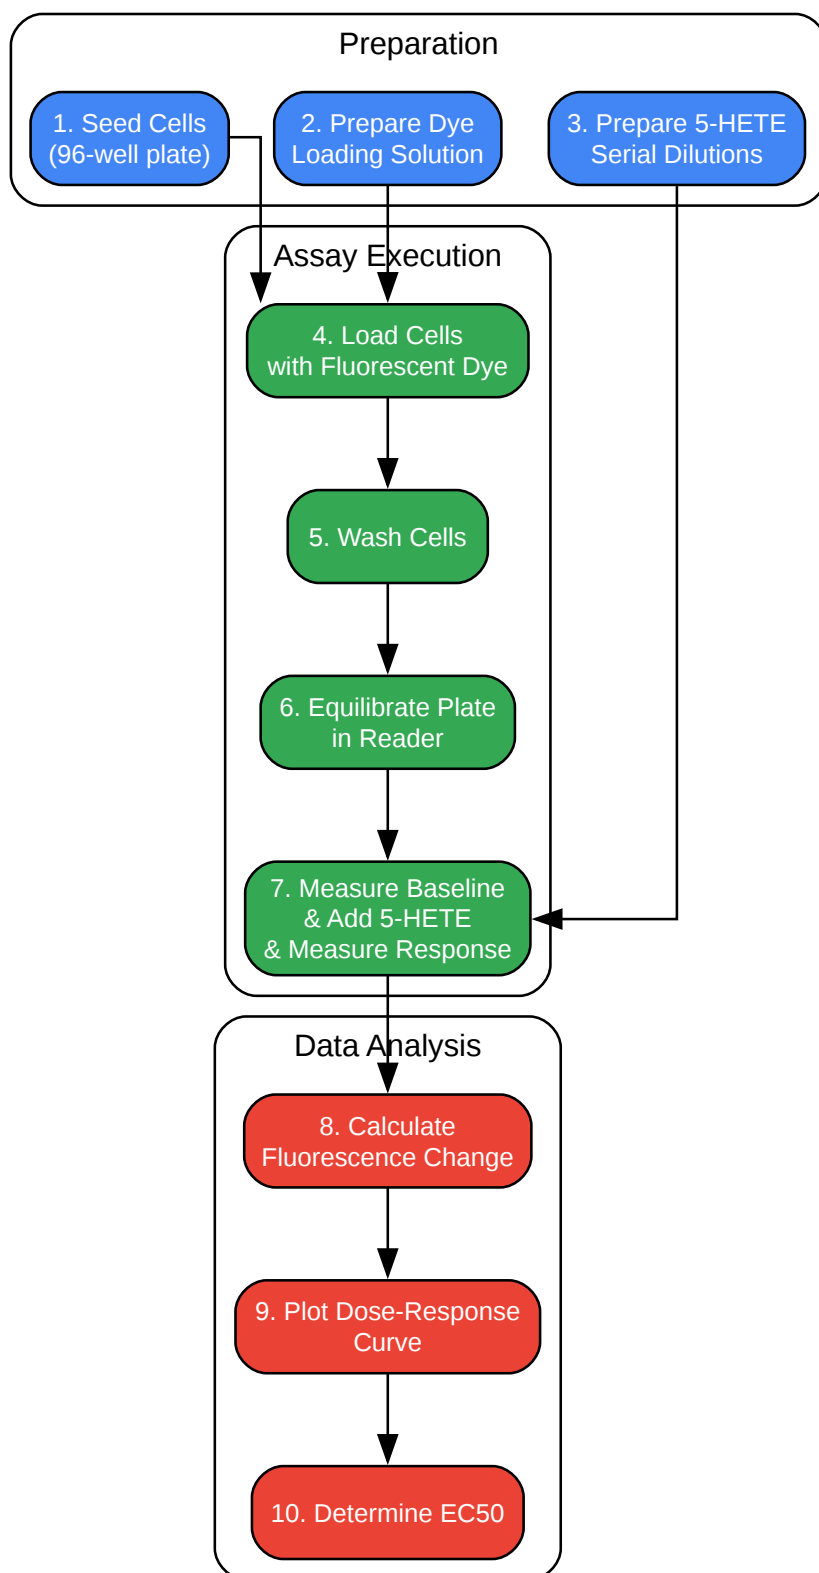 Preparation
1. Seed Cells
(96-well plate)
2. Prepare Dye
Loading Solution
3. Prepare 5-HETE
Serial Dilutions
Assay Execution
4. Load Cells
with Fluorescent Dye
5. Wash Cells
6. Equilibrate Plate
in Reader
7. Measure Baseline
& Add 5-HETE
& Measure Response
Data Analysis
8. Calculate
Fluorescence Change
9. Plot Dose-Response
Curve
10. Determine EC50